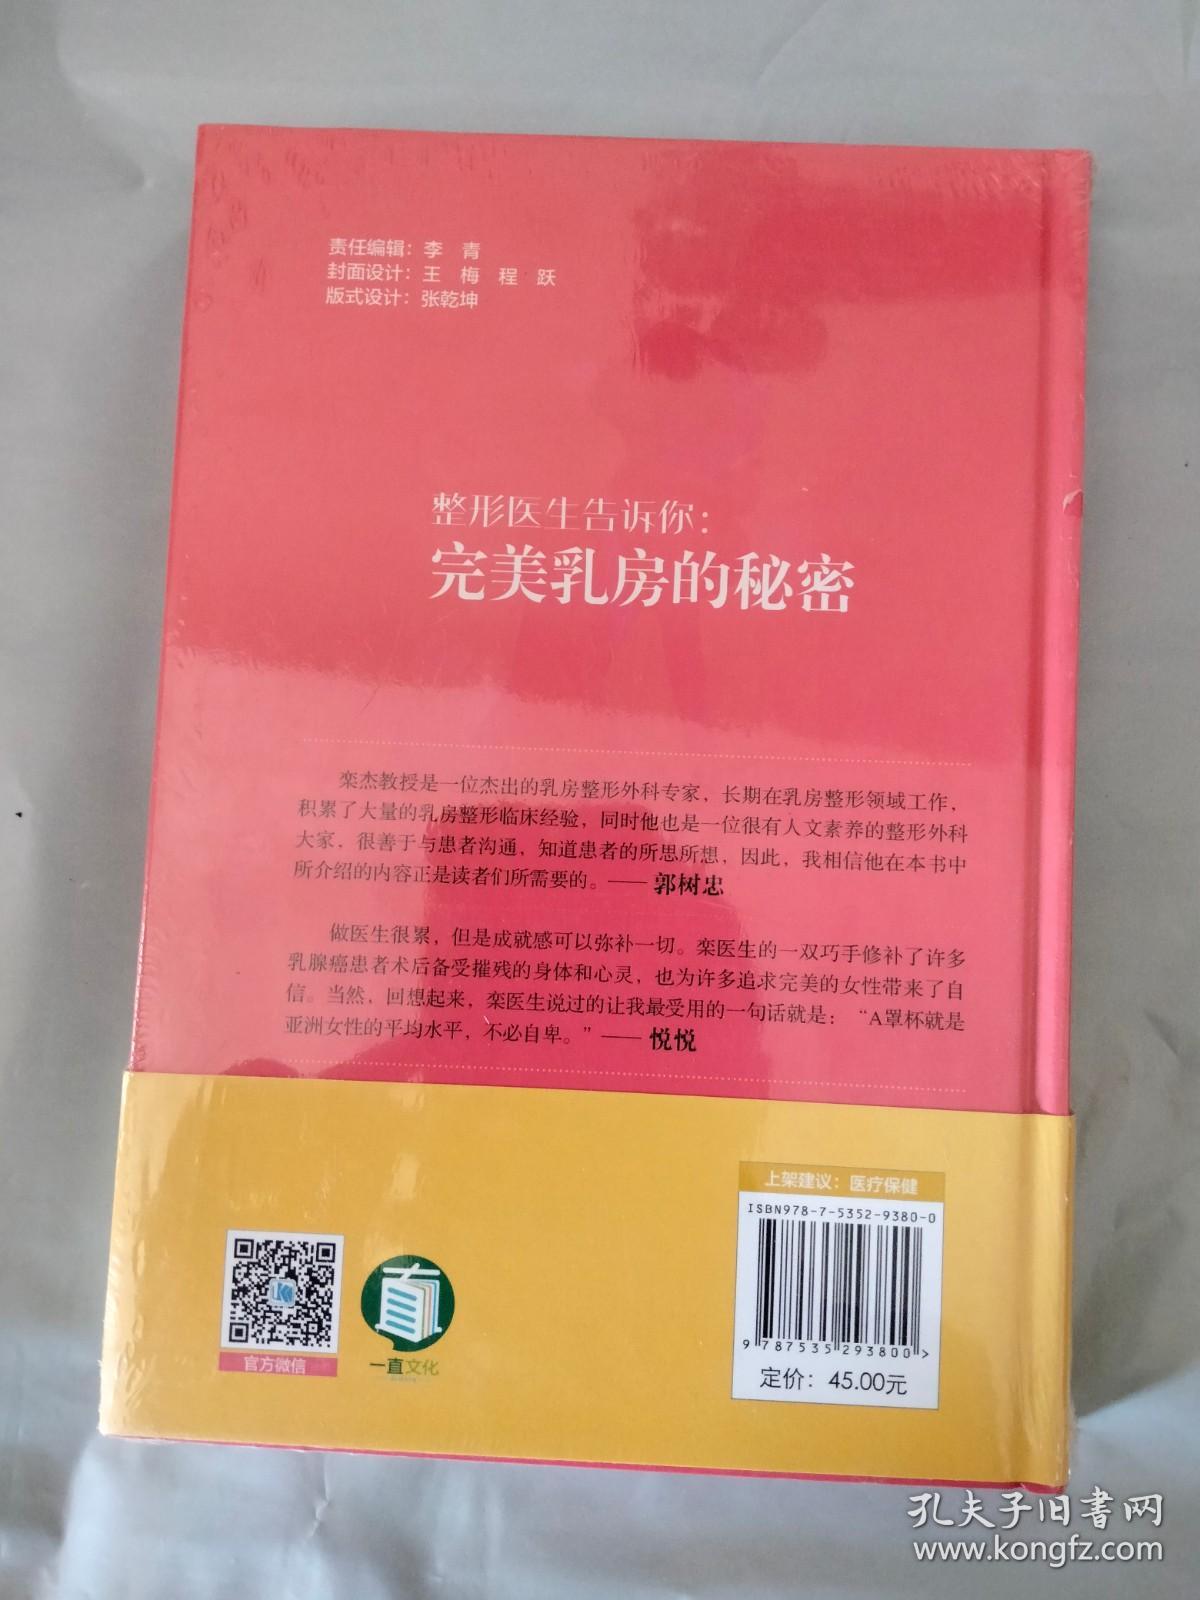 责任编辑：李 青
封面设计：王 梅 程 跃
版式设计：张乾坤
整形医生告诉你：
完美乳房的秘密
栾杰教授是一位杰出的乳房整形外科专家，长期在乳房整形领域工作，
积累了大量的乳房整形临床经验，同时他也是一位很有人文素养的整形外科
大家，很善于与患者沟通，知道患者的所思所想，因此，我相信他在本书中
所介绍的内容正是读者们所需要的。——郭树忠
做医生很累，但是成就感可以弥补一切。栾医生的一双巧手修补了许多
乳腺癌患者术后备受摧残的身体和心灵，也为许多追求完美的女性带来了自
信。当然，回想起来，栾医生说过的让我最受用的一句话就是：“A罩杯就是
亚洲女性的平均水平，不必自卑。”——悦悦
上架建议：医疗保健
ISBN978-7-5352-9380-0
9 787535 293800 >
定价：45.00元
官方微信
一直文化
孔夫子旧书网
www.kongfz.com